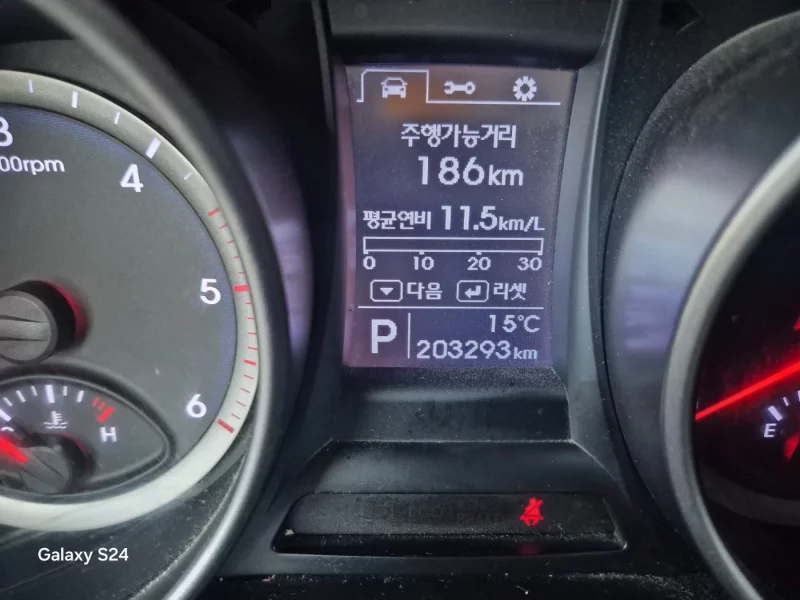 3
00rpm
4
5
6
H
주행가능거리
186km
평균연비 11.5km/L
0 10 20 30
다음 리셋
P
15℃
203293km
E
Galaxy S24